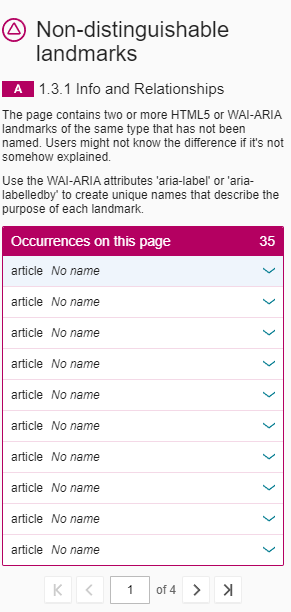 Non-distinguishable
landmarks
A 1.3.1 Info and Relationships
The page contains two or more HTML5 or WAI-ARIA
landmarks of the same type that has not been
named. Users might not know the difference if it's not
somehow explained.
Use the WAI-ARIA attributes 'aria-label' or 'aria-
labelledby' to create unique names that describe the
purpose of each landmark.
Occurrences on this page 35
article No name
article No name
article No name
article No name
article No name
article No name
article No name
article No name
article No name
article No name
1 of 4